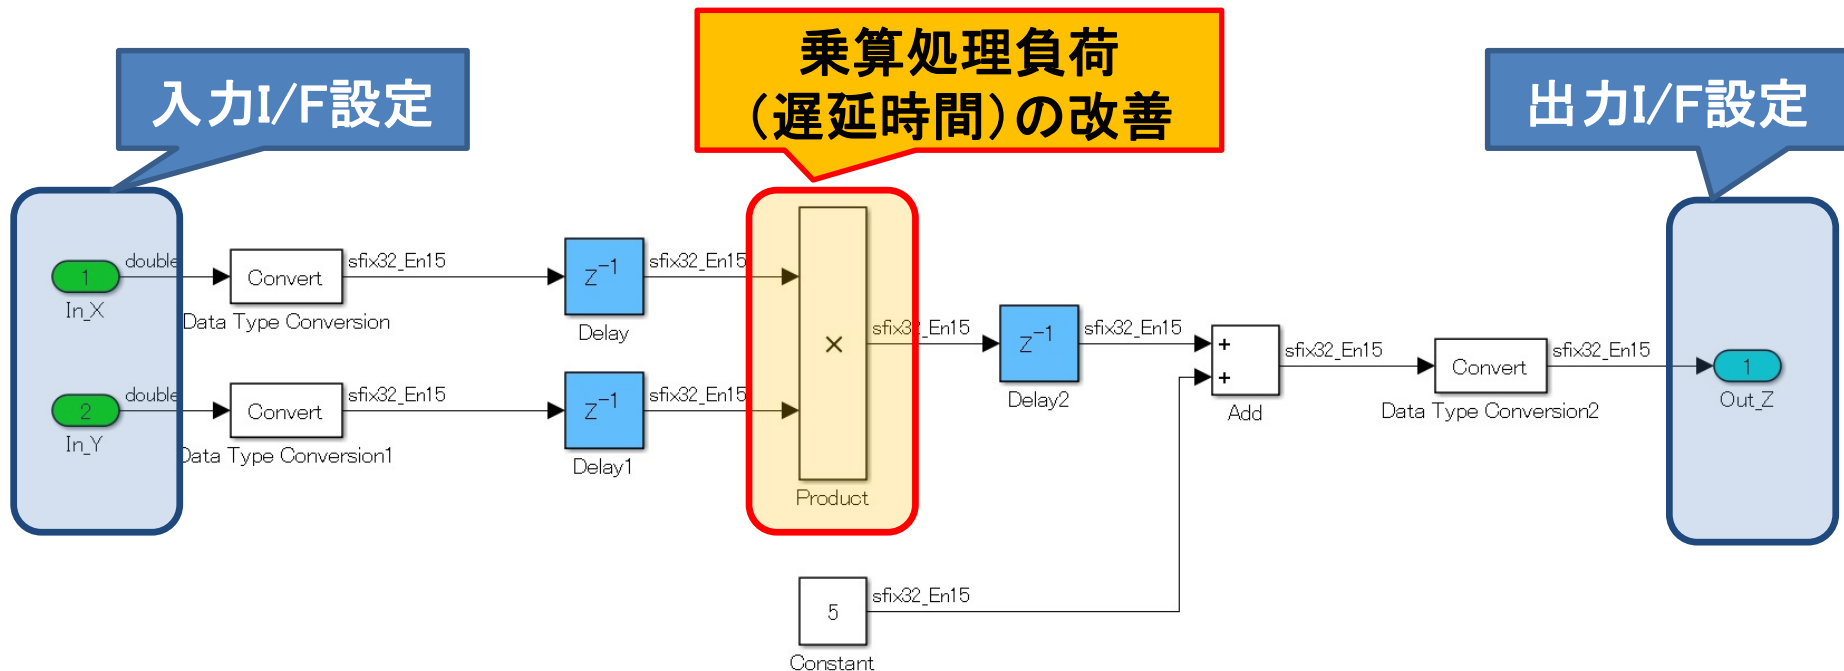 入力I/F設定
乗算処理負荷
(遅延時間)の改善
出力I/F設定
1
In_X
double
Convert
Data Type Conversion
sfix32_En15
Z⁻¹
Delay
sfix32_En15
2
In_Y
double
Convert
Data Type Conversion1
sfix32_En15
Z⁻¹
Delay1
sfix32_En15
×
Product
sfix32_En15
Z⁻¹
Delay2
sfix32_En15
+
+
Add
sfix32_En15
Convert
Data Type Conversion2
sfix32_En15
1
Out_Z
5
Constant
sfix32_En15